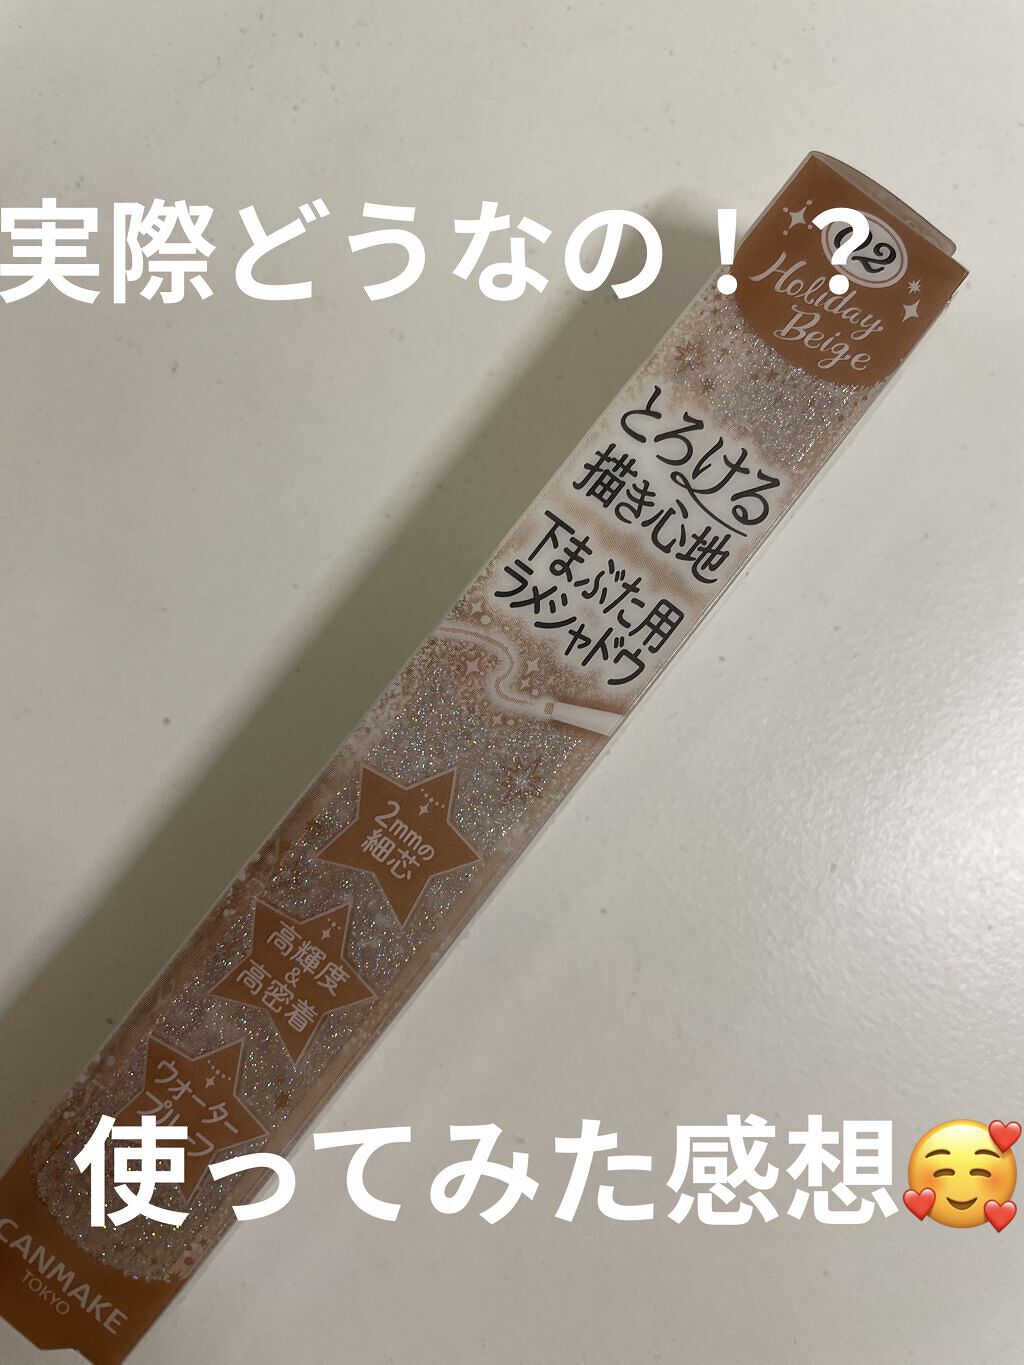 実際どうなの！？
02
Holiday
Beige
とろける
描き心地
下まぶた用
ラメシャドウ
2mmの
細芯
高輝度
&
高密着
ウォーター
プルーフ
使ってみた感想🥰
CANMAKE
TOKYO